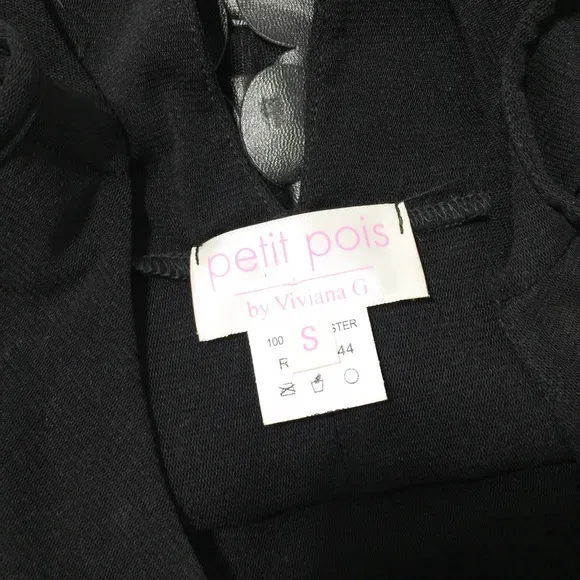 petit pois
by Viviana G
S
100 STER
R 44